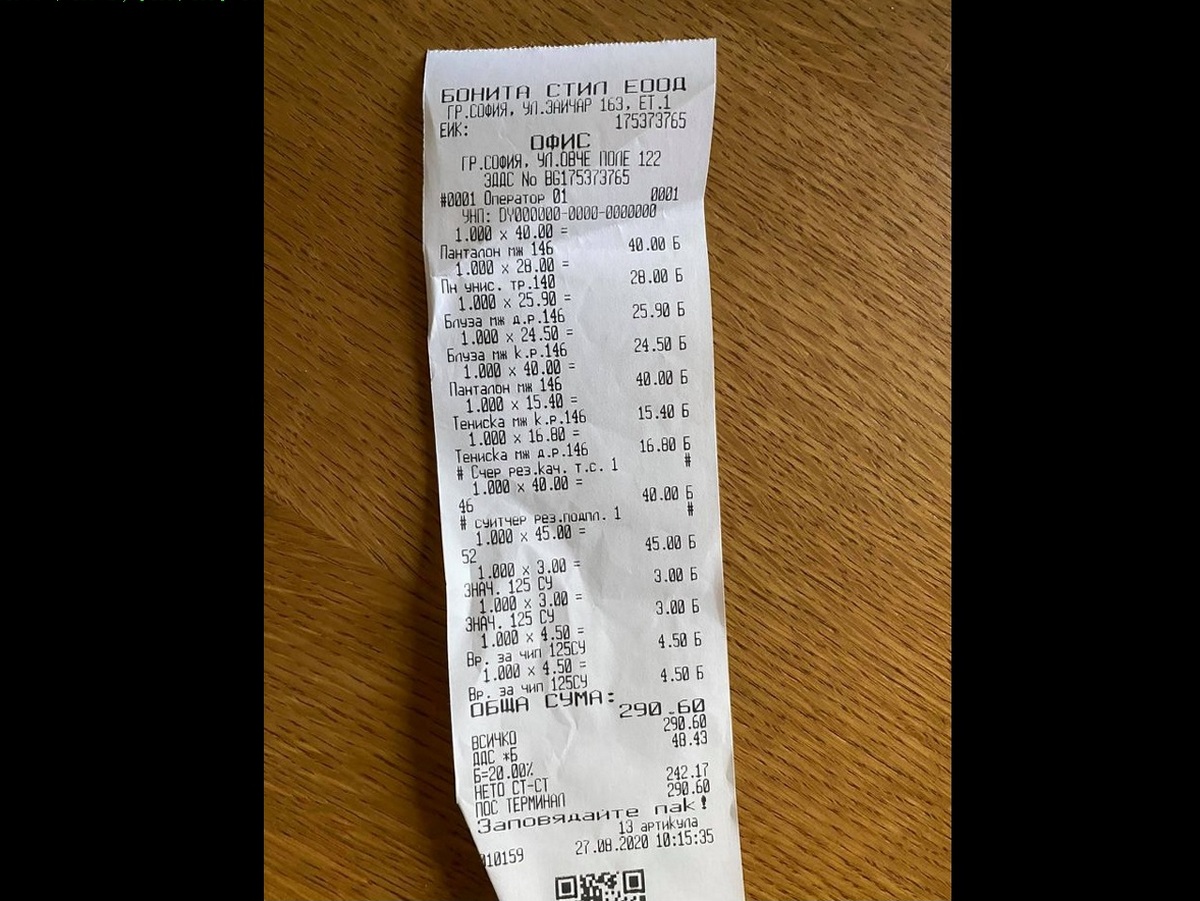 БОНИТА СТИЛ ЕООД
ГР.СОФИЯ, УЛ.ЗАЙЧАР 163, ЕТ.1
ЕИК: 175373765
ОФИС
ГР.СОФИЯ, УЛ.ОВЧЕ ПОЛЕ 122
ЗДДС No BG175373765
#0001 Оператор 01 0001
УНП: DY000000-0000-0000000
1.000 x 40.00 =
Панталон мж 146 40.00 Б
1.000 x 28.00 =
Пн унис. тр.140 28.00 Б
1.000 x 25.90 =
Блуза мж д.р.146 25.90 Б
1.000 x 24.50 =
Блуза мж к.р.146 24.50 Б
1.000 x 40.00 =
Панталон мж 146 40.00 Б
1.000 x 15.40 =
Тениска мж к.р.146 15.40 Б
1.000 x 16.80 =
Тениска мж д.р.146 16.80 Б
# Счер рез.кач. т.с. 1 #
1.000 x 40.00 =
46 40.00 Б
# суитчер рез.подпл. 1 #
1.000 x 45.00 =
52 45.00 Б
1.000 x 3.00 =
ЗНАЧ. 125 СУ 3.00 Б
1.000 x 3.00 =
ЗНАЧ. 125 СУ 3.00 Б
1.000 x 4.50 =
Вр. за чип 125СУ 4.50 Б
1.000 x 4.50 =
Вр. за чип 125СУ 4.50 Б
ОБЩА СУМА: 290.60
ВСИЧКО 290.60
ДДС *Б 48.43
Б=20.00%
НЕТО СТ-СТ 242.17
ПОС ТЕРМИНАЛ 290.60
Заповядайте пак!
13 артикула
010159 27.08.2020 10:15:35